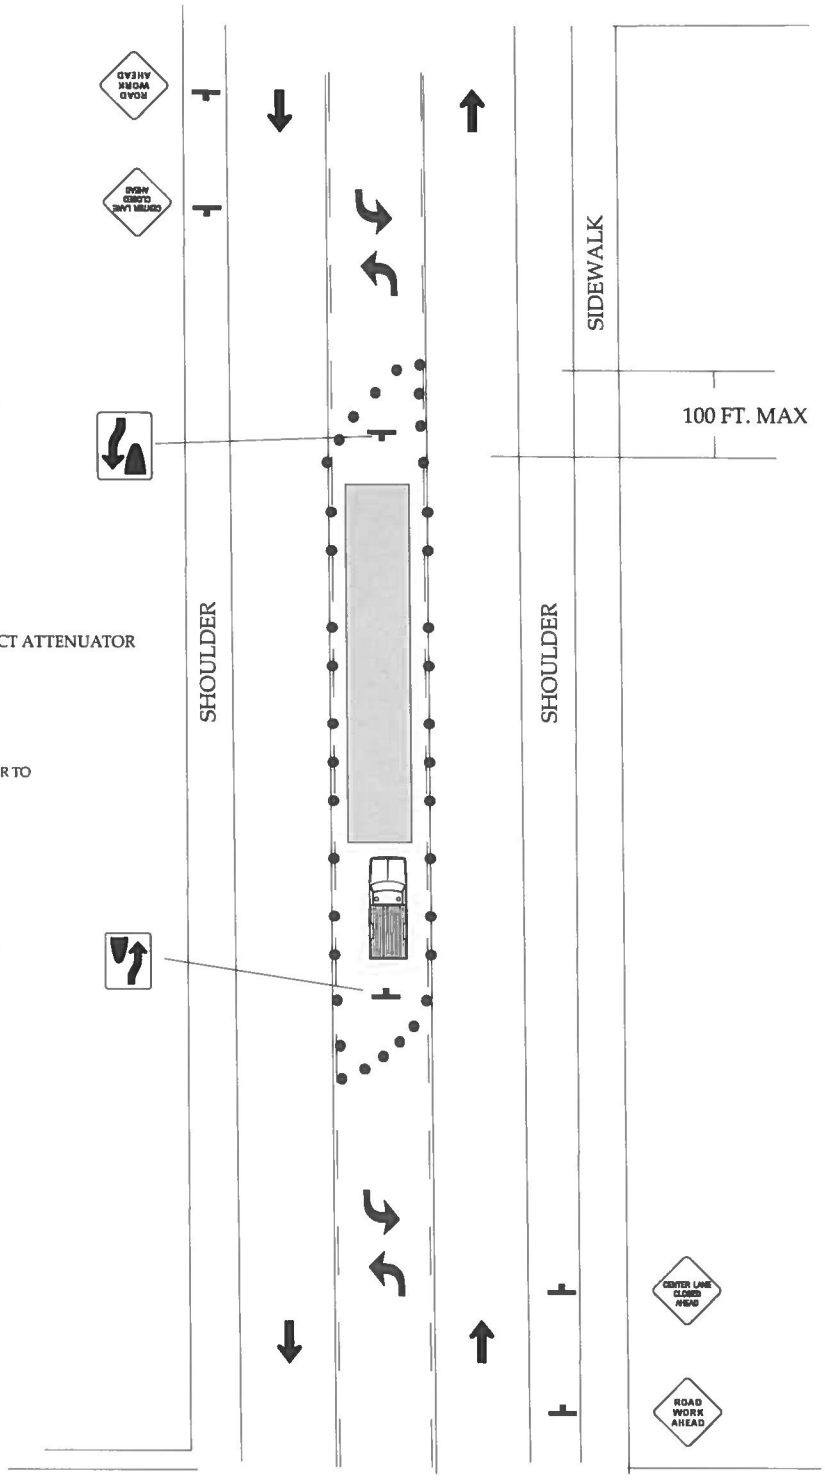 ROAD
WORK
AHEAD
CENTER LANE
CLOSED
AHEAD
SIDEWALK
100 FT. MAX
SHOULDER
SHOULDER
CT ATTENUATOR
R TO
CENTER LANE
CLOSED
AHEAD
ROAD
WORK
AHEAD